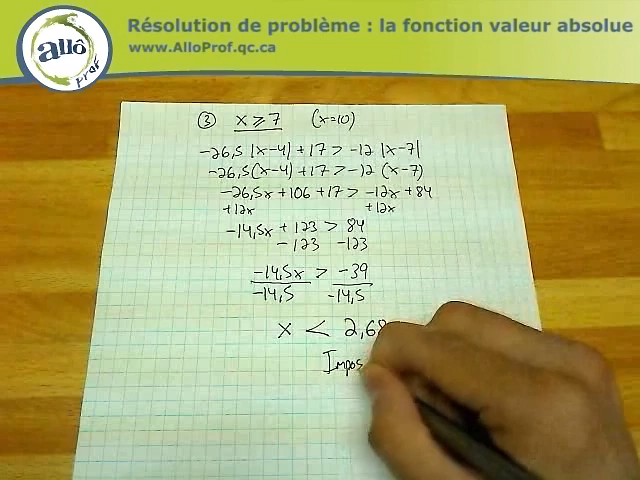 Résolution de problème : la fonction valeur absolue
www.AlloProf.qc.ca
allô
prof
③ x ≥ 7 (x=10)
-26,5 |x-4| + 17 > -12 |x-7|
-26,5(x-4) + 17 > -12 (x-7)
-26,5x + 106 + 17 > -12x + 84
+12x +12x
-14,5x + 123 > 84
-123 -123
-14,5x > -39
-14,5 -14,5
x < 2,68
Impos